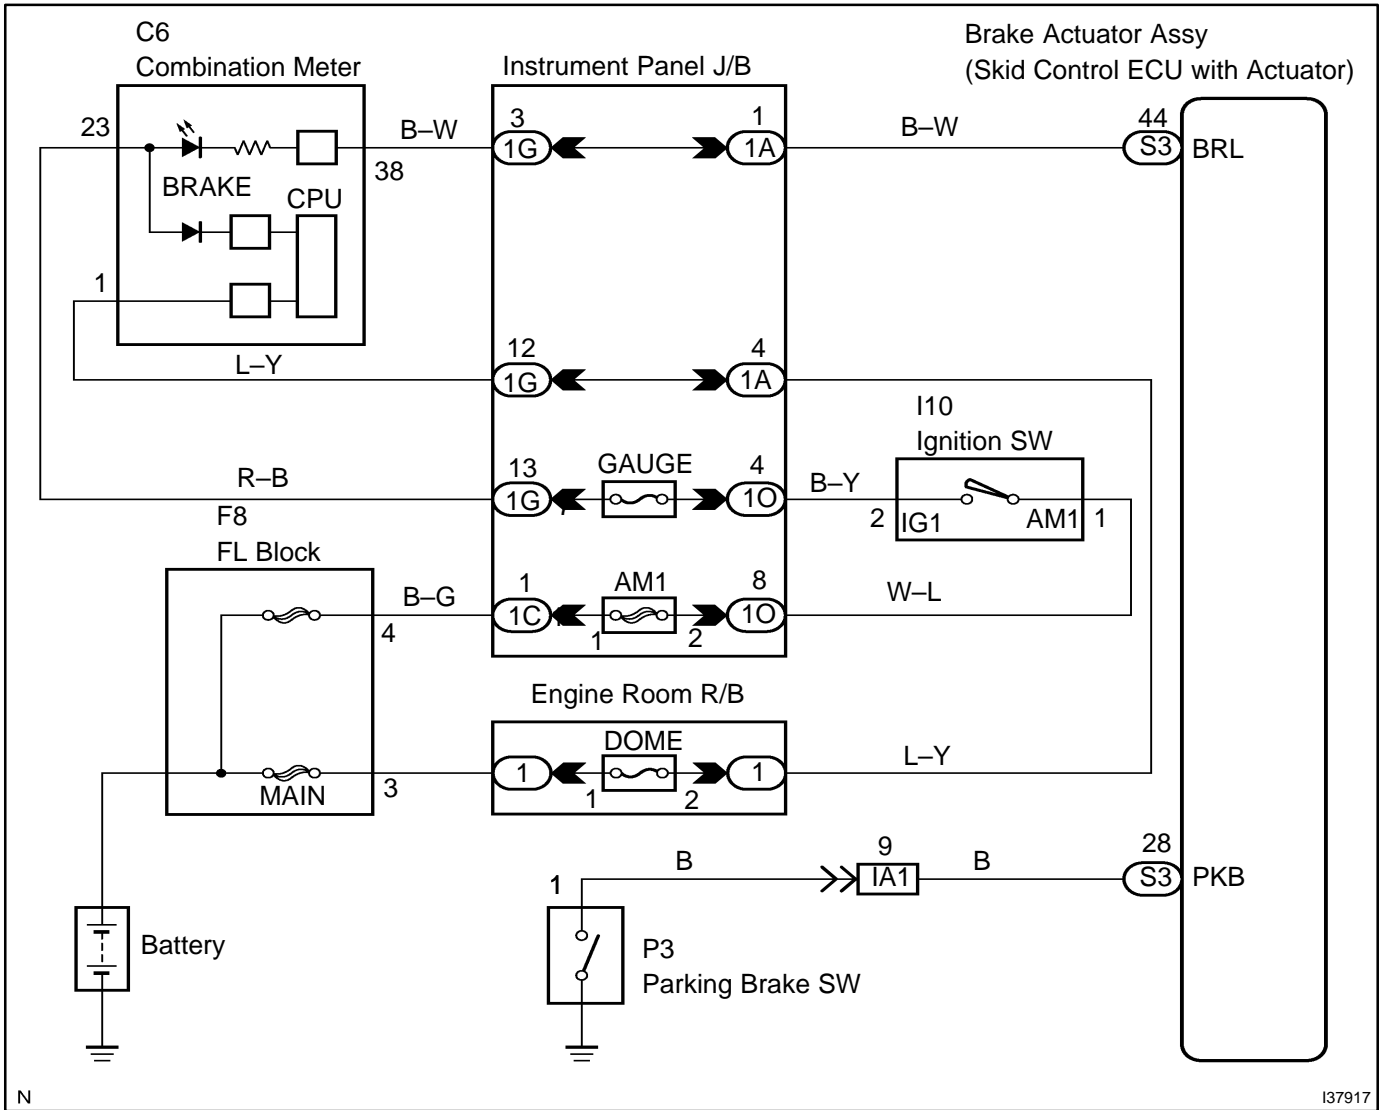 C6
Combination Meter
Instrument Panel J/B
Brake Actuator Assy
(Skid Control ECU with Actuator)
23
B–W
3
1
B–W
44
1G
1A
S3
BRL
38
BRAKE
CPU
1
L–Y
12
4
1G
1A
I10
Ignition SW
R–B
13
GAUGE
4
B–Y
1G
1O
2
IG1
AM1
1
F8
FL Block
B–G
1
AM1
8
W–L
1C
1O
4
1
2
Engine Room R/B
DOME
L–Y
1
1
MAIN
3
1
2
B
9
B
28
1
IA1
S3
PKB
Battery
P3
Parking Brake SW
N
I37917